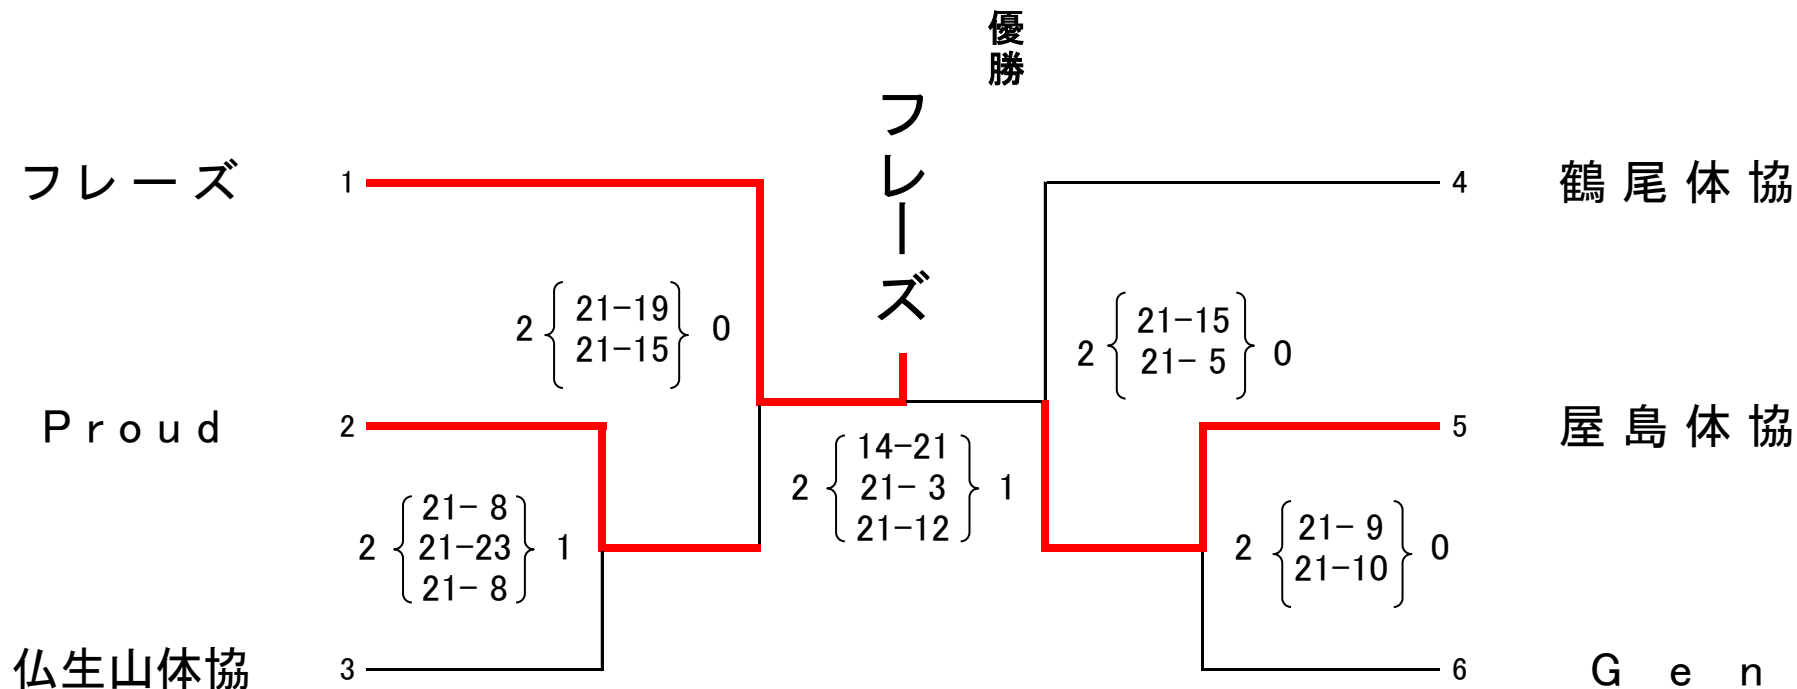 優勝
フレーズ
フレーズ 1
4 鶴尾体協
2 21-19 0
21-15
2 21-15 0
21- 5
Proud 2
5 屋島体協
2 14-21 1
21- 3
21-12
2 21- 8 1
21-23
21- 8
2 21- 9 0
21-10
仏生山体協 3
6 Gen